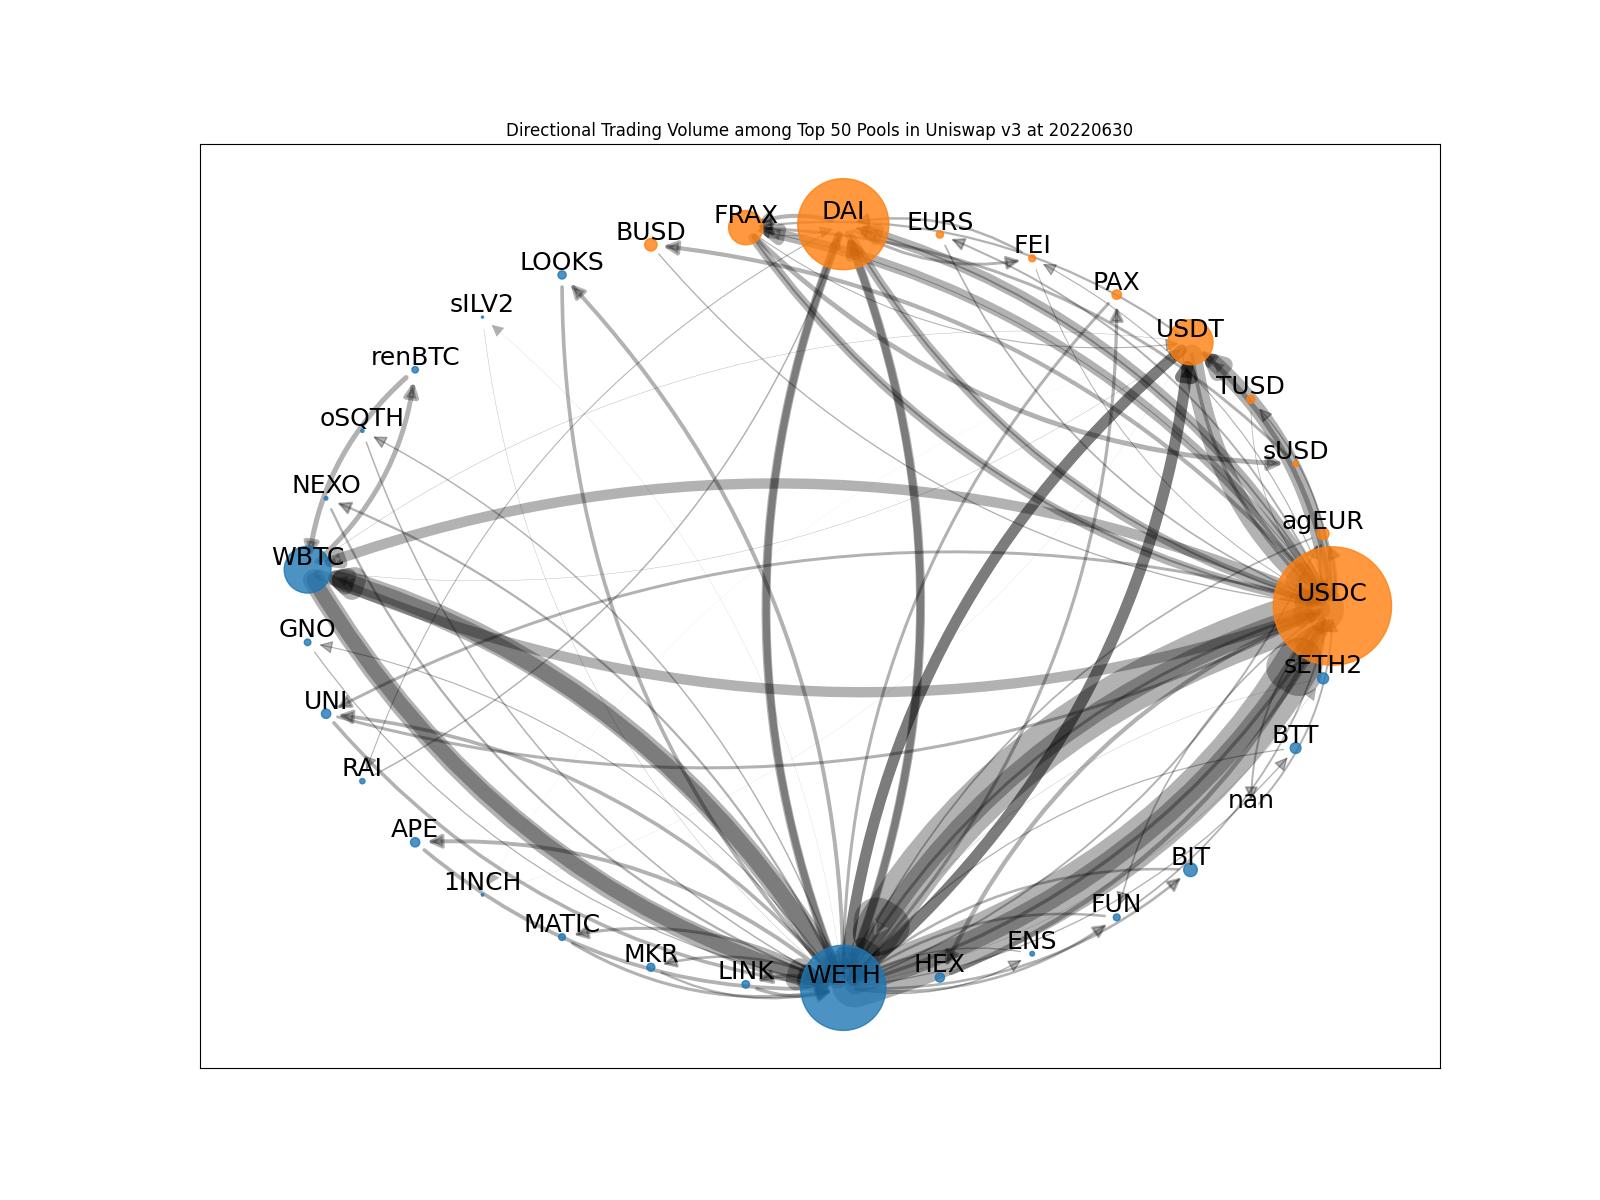 Directional Trading Volume among Top 50 Pools in Uniswap v3 at 20220630
DAI
FRAX
EURS
BUSD
FEI
LOOKS
PAX
sILV2
USDT
renBTC
TUSD
oSQTH
sUSD
NEXO
agEUR
WBTC
USDC
GNO
sETH2
UNI
BTT
RAI
nan
APE
BIT
1INCH
FUN
MATIC
ENS
MKR
HEX
LINK
WETH